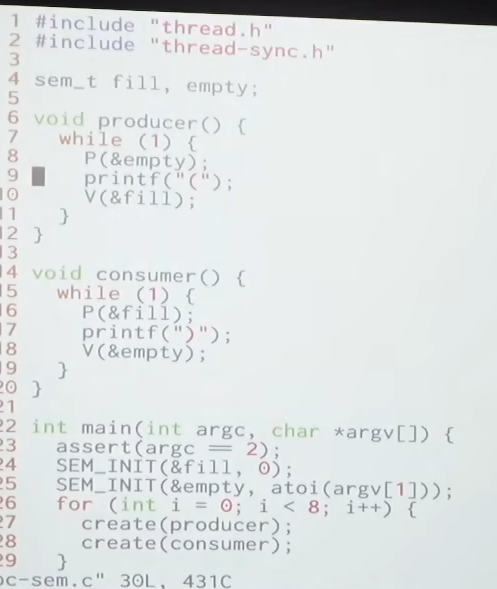 1 #include "thread.h"
2 #include "thread-sync.h"
3
4 sem_t fill, empty;
5
6 void producer() {
7   while (1) {
8     P(&empty);
9     printf("(");
10     V(&fill);
11   }
12 }
13
14 void consumer() {
15   while (1) {
16     P(&fill);
17     printf(")");
18     V(&empty);
19   }
20 }
21
22 int main(int argc, char *argv[]) {
23   assert(argc == 2);
24   SEM_INIT(&fill, 0);
25   SEM_INIT(&empty, atoi(argv[1]));
26   for (int i = 0; i < 8; i++) {
27     create(producer);
28     create(consumer);
29   }
pc-sem.c" 30L, 431C